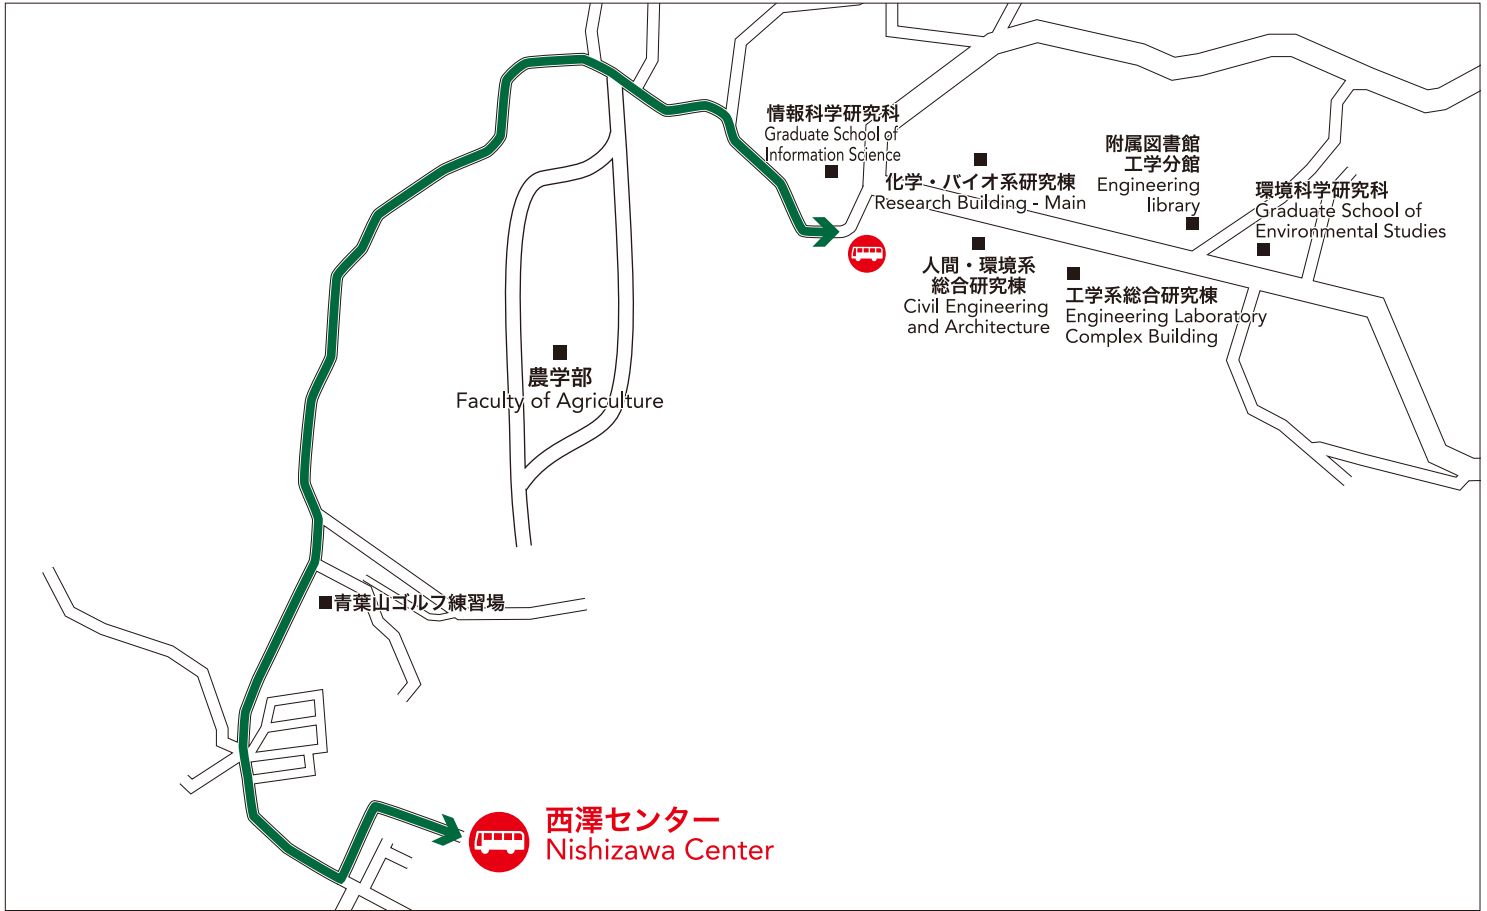 情報科学研究科
Graduate School of
Information Science
化学・バイオ系研究棟
Research Building - Main
附属図書館
工学分館
Engineering
library
環境科学研究科
Graduate School of
Environmental Studies
人間・環境系
総合研究棟
Civil Engineering
and Architecture
工学系総合研究棟
Engineering Laboratory
Complex Building
農学部
Faculty of Agriculture
青葉山ゴルフ練習場
西澤センター
Nishizawa Center